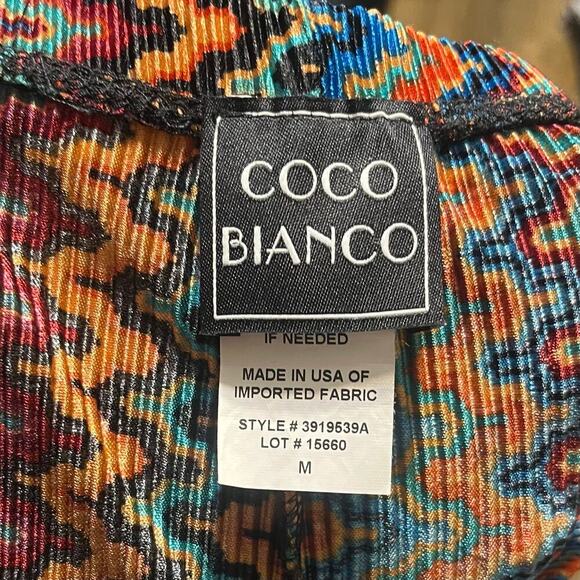 COCO
BIANCO
IF NEEDED
MADE IN USA OF
IMPORTED FABRIC
STYLE # 3919539A
LOT # 15660
M